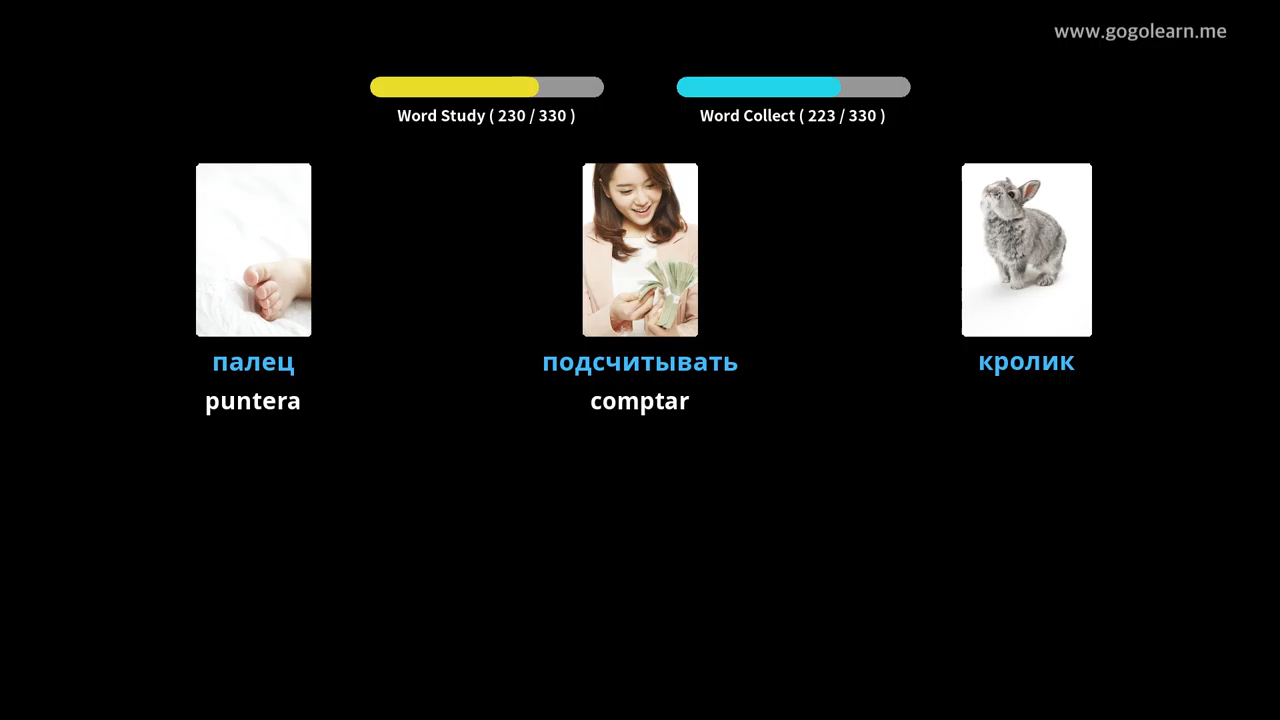 www.gogolearn.me
Word Study ( 230 / 330 )
Word Collect ( 223 / 330 )
палец
подсчитывать
кролик
puntera
comptar